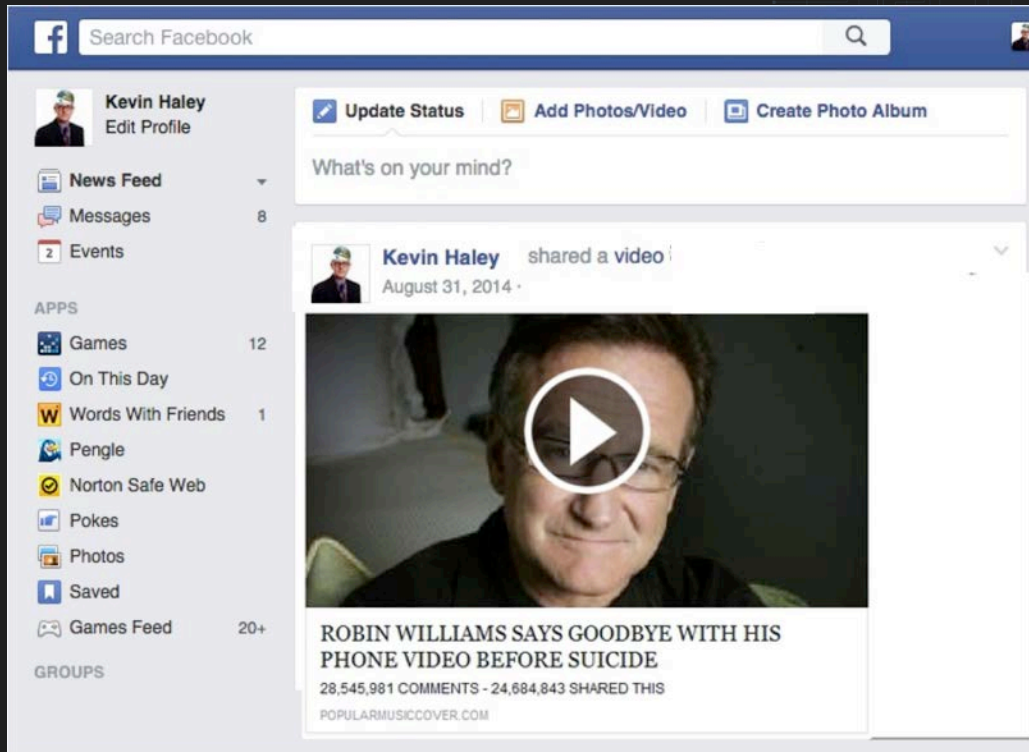 f Search Facebook
Kevin Haley
Edit Profile
News Feed
Messages 8
2 Events
APPS
Games 12
On This Day
W Words With Friends 1
Pengle
Norton Safe Web
Pokes
Photos
Saved
Games Feed 20+
GROUPS
Update Status Add Photos/Video Create Photo Album
What's on your mind?
Kevin Haley shared a video
August 31, 2014 ·
ROBIN WILLIAMS SAYS GOODBYE WITH HIS
PHONE VIDEO BEFORE SUICIDE
28,545,981 COMMENTS - 24,684,843 SHARED THIS
POPULARMUSICCOVER.COM